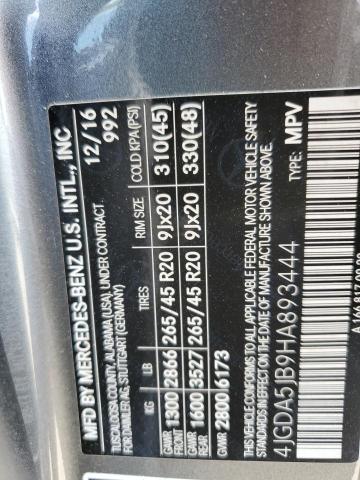 MFD BY MERCEDES-BENZ U.S. INTL., INC
TUSCALOOSA COUNTY, ALABAMA (USA), UNDER CONTRACT
FOR DAIMLER AG, STUTTGART (GERMANY)
12/16
992
KG LB TIRES RIM SIZE COLD KPA(PSI)
GAWR FRONT 1300 2866 265/45 R20 9Jx20 310(45)
GAWR REAR 1600 3527 265/45 R20 9Jx20 330(48)
GVWR 2800 6173
THIS VEHICLE CONFORMS TO ALL
APPLICABLE FEDERAL MOTOR VEHICLE SAFETY
STANDARDS IN EFFECT ON THE DATE OF
MANUFACTURE SHOWN ABOVE.
4JGDA5JB9HA893444
TYPE: MPV